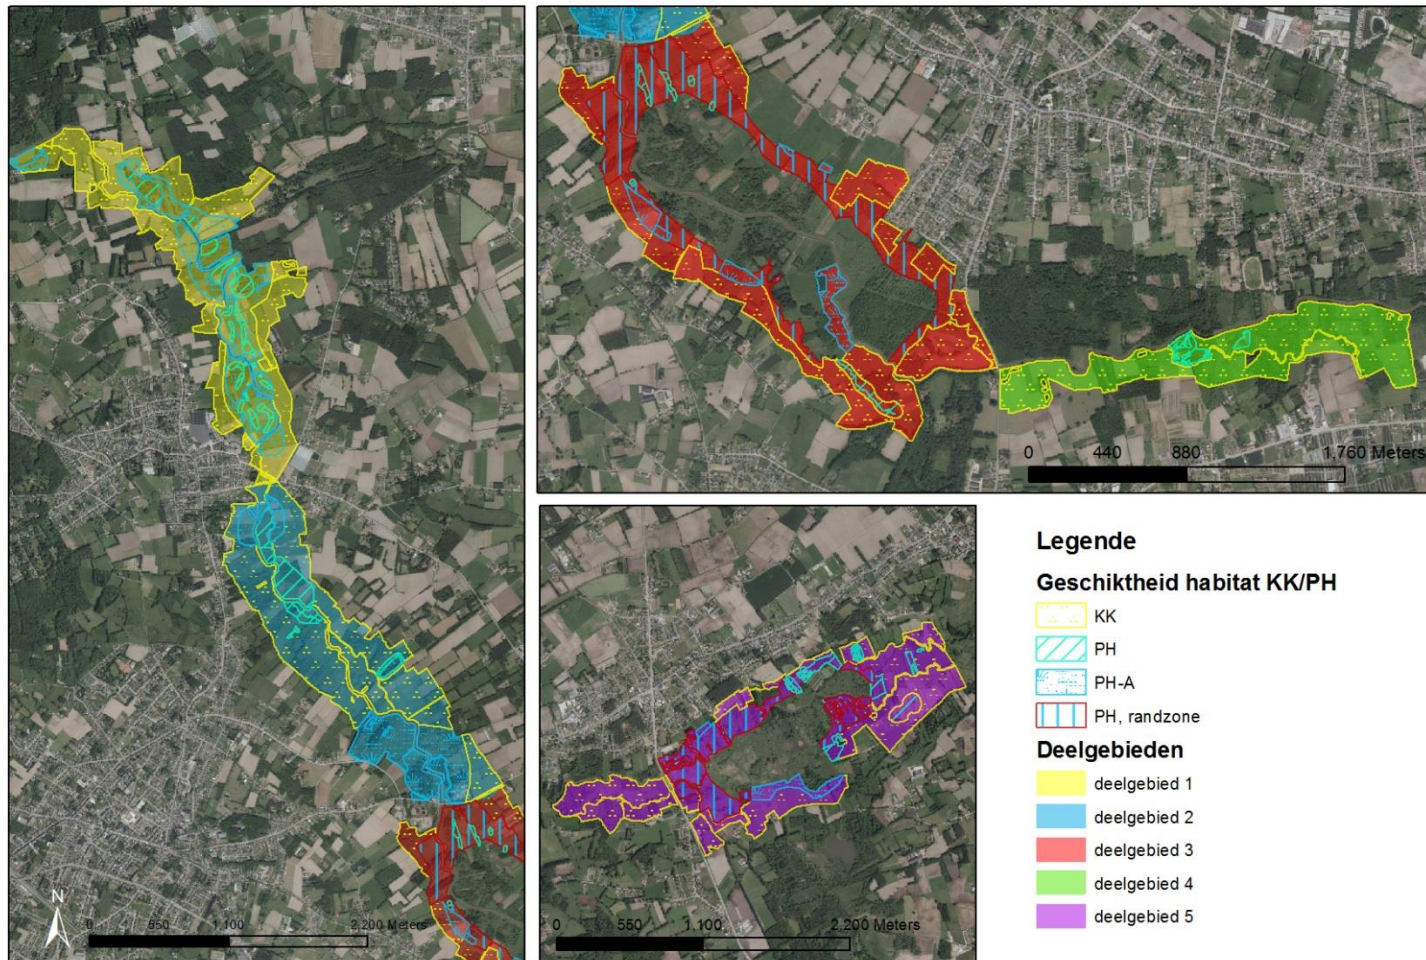 N
0 550 1,100 2,200 Meters
0 440 880 1,760 Meters
0 550 1,100 2,200 Meters
Legende
Geschiktheid habitat KK/PH
KK
PH
PH-A
PH, randzone
Deelgebieden
deelgebied 1
deelgebied 2
deelgebied 3
deelgebied 4
deelgebied 5